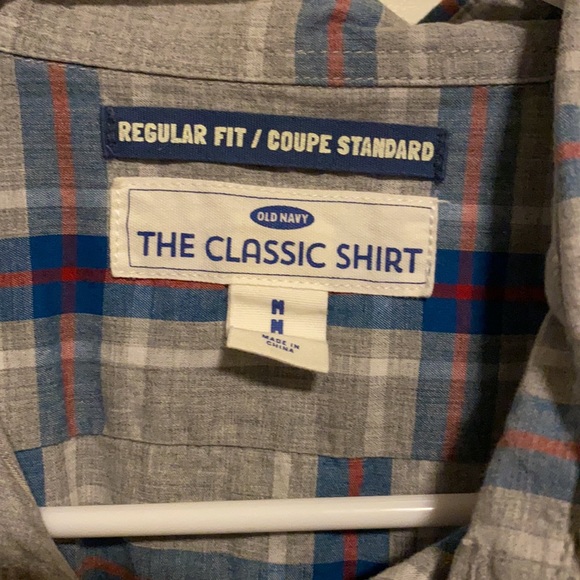 REGULAR FIT / COUPE STANDARD
OLD NAVY
THE CLASSIC SHIRT
M
M
MADE IN
CHINA